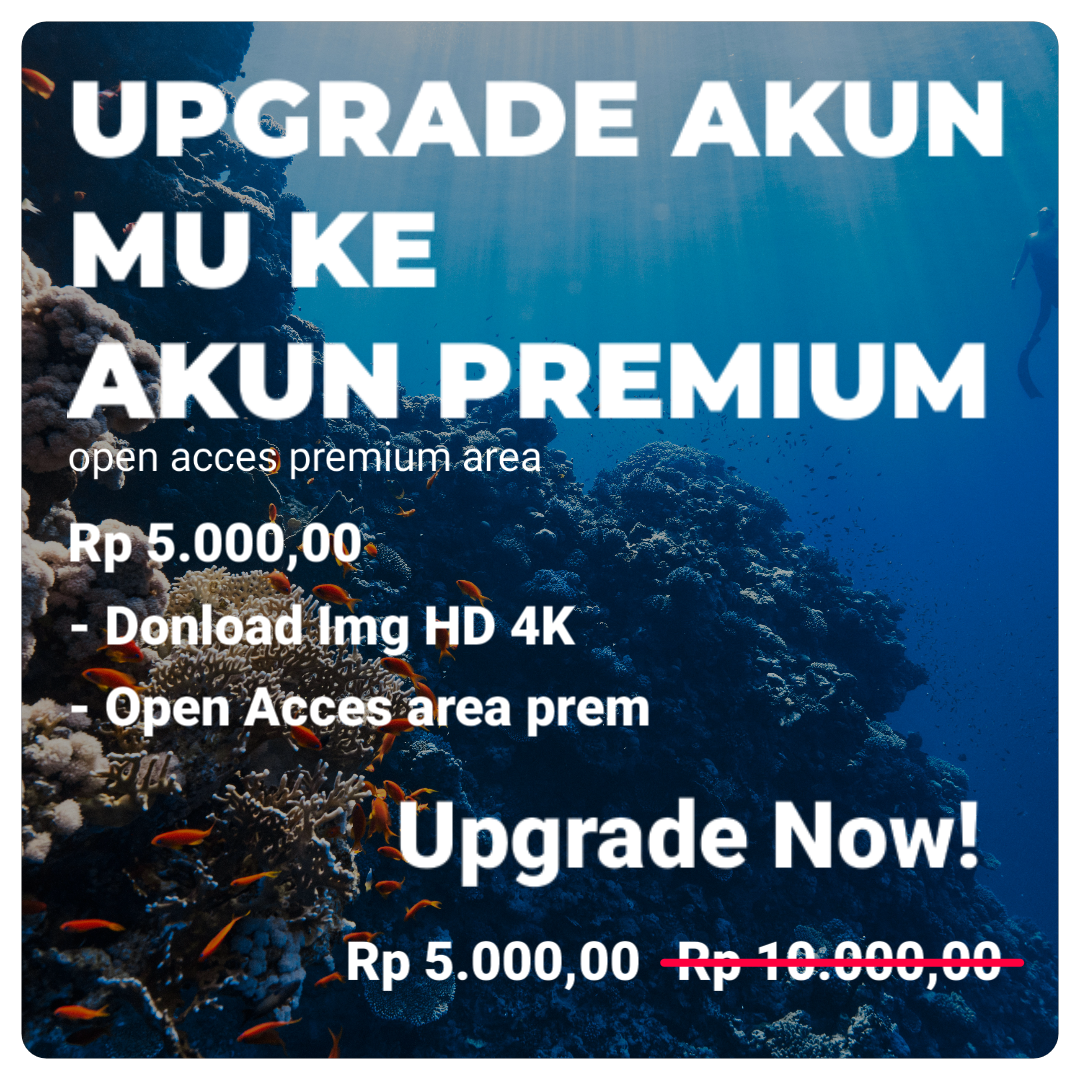 UPGRADE AKUN
MU KE
AKUN PREMIUM
open acces premium area
Rp 5.000,00
- Donload Img HD 4K
- Open Acces area prem
Upgrade Now!
Rp 5.000,00 Rp 10.000,00